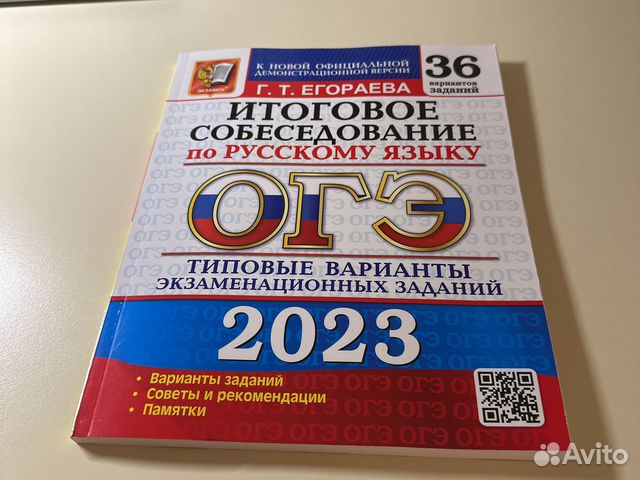 К НОВОЙ ОФИЦИАЛЬНОЙ
ДЕМОНСТРАЦИОННОЙ ВЕРСИИ
36
вариантов
заданий
ЭКЗАМЕН
Г. Т. ЕГОРАЕВА
ИТОГОВОЕ
СОБЕСЕДОВАНИЕ
по РУССКОМУ ЯЗЫКУ
ОГЭ
ТИПОВЫЕ ВАРИАНТЫ
ЭКЗАМЕНАЦИОННЫХ ЗАДАНИЙ
2023
• Варианты заданий
• Советы и рекомендации
• Памятки
Avito